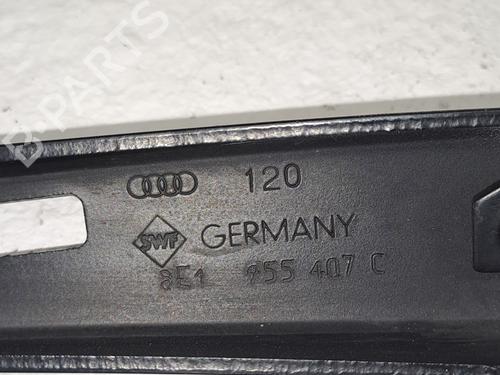 B-PARTS
120
SWF GERMANY
8E1 955 407 C